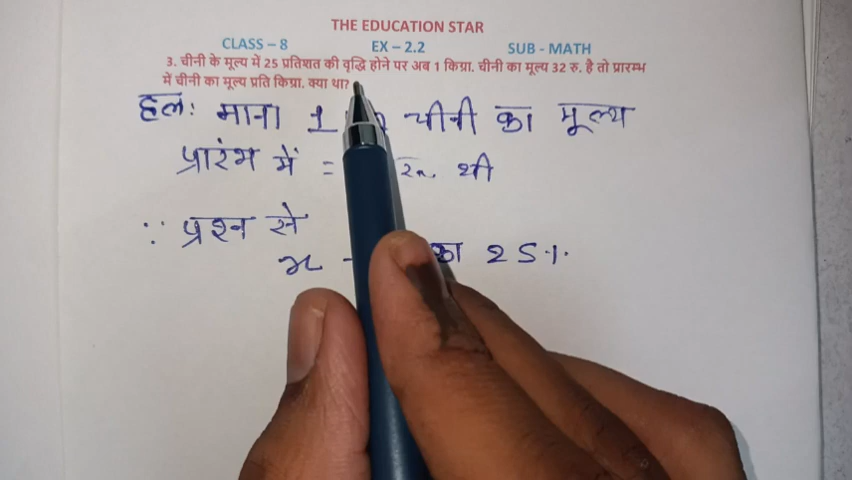 THE EDUCATION STAR
CLASS – 8 EX – 2.2 SUB - MATH
3. चीनी के मूल्य में 25 प्रतिशत की वृद्धि होने पर अब 1 किग्रा. चीनी का मूल्य 32 रु. है तो प्रारम्भ
में चीनी का मूल्य प्रति किग्रा. क्या था?
हल: माना 1 चीनी का मूल्य
प्रारंभ में = रू. थी
∵ प्रश्न से
x का 25%